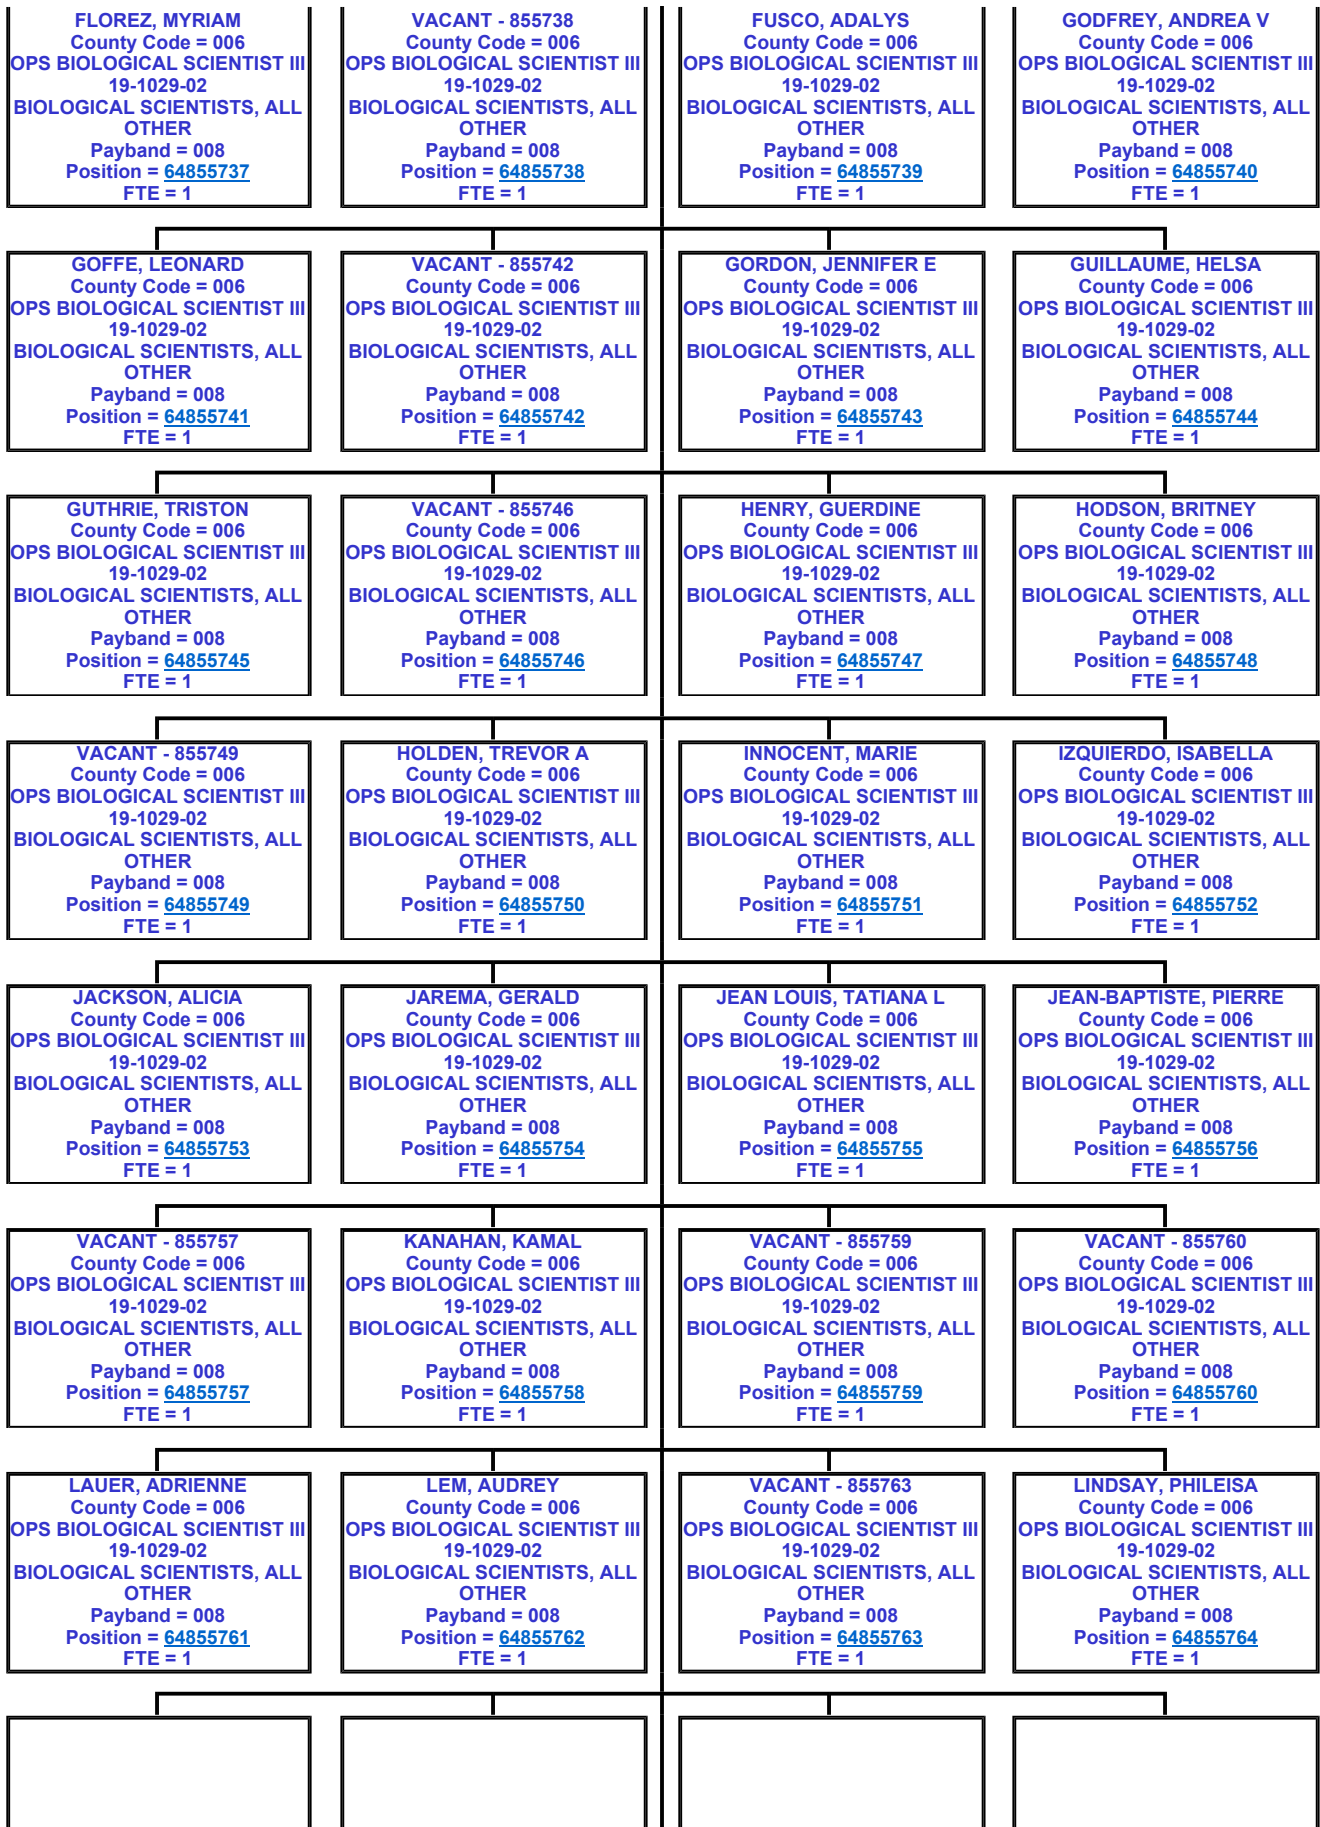 FLOREZ, MYRIAM
County Code = 006
OPS BIOLOGICAL SCIENTIST III
19-1029-02
BIOLOGICAL SCIENTISTS, ALL
OTHER
Payband = 008
Position = 64855737
FTE = 1
VACANT - 855738
County Code = 006
OPS BIOLOGICAL SCIENTIST III
19-1029-02
BIOLOGICAL SCIENTISTS, ALL
OTHER
Payband = 008
Position = 64855738
FTE = 1
FUSCO, ADALYS
County Code = 006
OPS BIOLOGICAL SCIENTIST III
19-1029-02
BIOLOGICAL SCIENTISTS, ALL
OTHER
Payband = 008
Position = 64855739
FTE = 1
GODFREY, ANDREA V
County Code = 006
OPS BIOLOGICAL SCIENTIST III
19-1029-02
BIOLOGICAL SCIENTISTS, ALL
OTHER
Payband = 008
Position = 64855740
FTE = 1
GOFFE, LEONARD
County Code = 006
OPS BIOLOGICAL SCIENTIST III
19-1029-02
BIOLOGICAL SCIENTISTS, ALL
OTHER
Payband = 008
Position = 64855741
FTE = 1
VACANT - 855742
County Code = 006
OPS BIOLOGICAL SCIENTIST III
19-1029-02
BIOLOGICAL SCIENTISTS, ALL
OTHER
Payband = 008
Position = 64855742
FTE = 1
GORDON, JENNIFER E
County Code = 006
OPS BIOLOGICAL SCIENTIST III
19-1029-02
BIOLOGICAL SCIENTISTS, ALL
OTHER
Payband = 008
Position = 64855743
FTE = 1
GUILLAUME, HELSA
County Code = 006
OPS BIOLOGICAL SCIENTIST III
19-1029-02
BIOLOGICAL SCIENTISTS, ALL
OTHER
Payband = 008
Position = 64855744
FTE = 1
GUTHRIE, TRISTON
County Code = 006
OPS BIOLOGICAL SCIENTIST III
19-1029-02
BIOLOGICAL SCIENTISTS, ALL
OTHER
Payband = 008
Position = 64855745
FTE = 1
VACANT - 855746
County Code = 006
OPS BIOLOGICAL SCIENTIST III
19-1029-02
BIOLOGICAL SCIENTISTS, ALL
OTHER
Payband = 008
Position = 64855746
FTE = 1
HENRY, GUERDINE
County Code = 006
OPS BIOLOGICAL SCIENTIST III
19-1029-02
BIOLOGICAL SCIENTISTS, ALL
OTHER
Payband = 008
Position = 64855747
FTE = 1
HODSON, BRITNEY
County Code = 006
OPS BIOLOGICAL SCIENTIST III
19-1029-02
BIOLOGICAL SCIENTISTS, ALL
OTHER
Payband = 008
Position = 64855748
FTE = 1
VACANT - 855749
County Code = 006
OPS BIOLOGICAL SCIENTIST III
19-1029-02
BIOLOGICAL SCIENTISTS, ALL
OTHER
Payband = 008
Position = 64855749
FTE = 1
HOLDEN, TREVOR A
County Code = 006
OPS BIOLOGICAL SCIENTIST III
19-1029-02
BIOLOGICAL SCIENTISTS, ALL
OTHER
Payband = 008
Position = 64855750
FTE = 1
INNOCENT, MARIE
County Code = 006
OPS BIOLOGICAL SCIENTIST III
19-1029-02
BIOLOGICAL SCIENTISTS, ALL
OTHER
Payband = 008
Position = 64855751
FTE = 1
IZQUIERDO, ISABELLA
County Code = 006
OPS BIOLOGICAL SCIENTIST III
19-1029-02
BIOLOGICAL SCIENTISTS, ALL
OTHER
Payband = 008
Position = 64855752
FTE = 1
JACKSON, ALICIA
County Code = 006
OPS BIOLOGICAL SCIENTIST III
19-1029-02
BIOLOGICAL SCIENTISTS, ALL
OTHER
Payband = 008
Position = 64855753
FTE = 1
JAREMA, GERALD
County Code = 006
OPS BIOLOGICAL SCIENTIST III
19-1029-02
BIOLOGICAL SCIENTISTS, ALL
OTHER
Payband = 008
Position = 64855754
FTE = 1
JEAN LOUIS, TATIANA L
County Code = 006
OPS BIOLOGICAL SCIENTIST III
19-1029-02
BIOLOGICAL SCIENTISTS, ALL
OTHER
Payband = 008
Position = 64855755
FTE = 1
JEAN-BAPTISTE, PIERRE
County Code = 006
OPS BIOLOGICAL SCIENTIST III
19-1029-02
BIOLOGICAL SCIENTISTS, ALL
OTHER
Payband = 008
Position = 64855756
FTE = 1
VACANT - 855757
County Code = 006
OPS BIOLOGICAL SCIENTIST III
19-1029-02
BIOLOGICAL SCIENTISTS, ALL
OTHER
Payband = 008
Position = 64855757
FTE = 1
KANAHAN, KAMAL
County Code = 006
OPS BIOLOGICAL SCIENTIST III
19-1029-02
BIOLOGICAL SCIENTISTS, ALL
OTHER
Payband = 008
Position = 64855758
FTE = 1
VACANT - 855759
County Code = 006
OPS BIOLOGICAL SCIENTIST III
19-1029-02
BIOLOGICAL SCIENTISTS, ALL
OTHER
Payband = 008
Position = 64855759
FTE = 1
VACANT - 855760
County Code = 006
OPS BIOLOGICAL SCIENTIST III
19-1029-02
BIOLOGICAL SCIENTISTS, ALL
OTHER
Payband = 008
Position = 64855760
FTE = 1
LAUER, ADRIENNE
County Code = 006
OPS BIOLOGICAL SCIENTIST III
19-1029-02
BIOLOGICAL SCIENTISTS, ALL
OTHER
Payband = 008
Position = 64855761
FTE = 1
LEM, AUDREY
County Code = 006
OPS BIOLOGICAL SCIENTIST III
19-1029-02
BIOLOGICAL SCIENTISTS, ALL
OTHER
Payband = 008
Position = 64855762
FTE = 1
VACANT - 855763
County Code = 006
OPS BIOLOGICAL SCIENTIST III
19-1029-02
BIOLOGICAL SCIENTISTS, ALL
OTHER
Payband = 008
Position = 64855763
FTE = 1
LINDSAY, PHILEISA
County Code = 006
OPS BIOLOGICAL SCIENTIST III
19-1029-02
BIOLOGICAL SCIENTISTS, ALL
OTHER
Payband = 008
Position = 64855764
FTE = 1